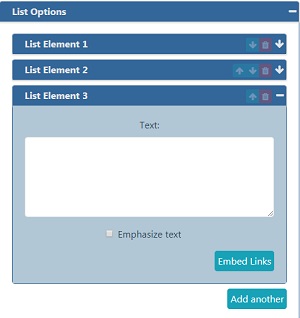 List Options
List Element 1
List Element 2
List Element 3
Text:
Emphasize text
Embed Links
Add another